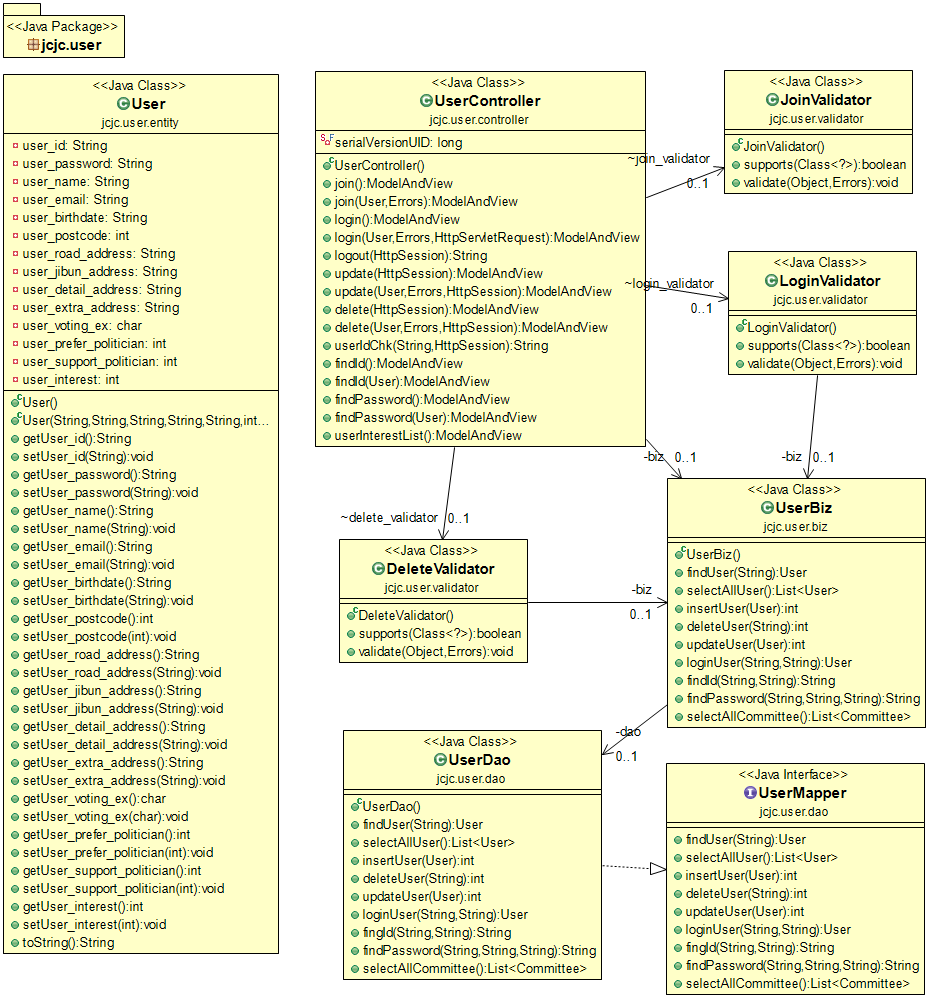 <<Java Package>>
jcjc.user
<<Java Class>>
User
jcjc.user.entity
user_id: String
user_password: String
user_name: String
user_email: String
user_birthdate: String
user_postcode: int
user_road_address: String
user_jibun_address: String
user_detail_address: String
user_extra_address: String
user_voting_ex: char
user_prefer_politician: int
user_support_politician: int
user_interest: int
User()
User(String,String,String,String,String,int...
getUser_id():String
setUser_id(String):void
getUser_password():String
setUser_password(String):void
getUser_name():String
setUser_name(String):void
getUser_email():String
setUser_email(String):void
getUser_birthdate():String
setUser_birthdate(String):void
getUser_postcode():int
setUser_postcode(int):void
getUser_road_address():String
setUser_road_address(String):void
getUser_jibun_address():String
setUser_jibun_address(String):void
getUser_detail_address():String
setUser_detail_address(String):void
getUser_extra_address():String
setUser_extra_address(String):void
getUser_voting_ex():char
setUser_voting_ex(char):void
getUser_prefer_politician():int
setUser_prefer_politician(int):void
getUser_support_politician():int
setUser_support_politician(int):void
getUser_interest():int
setUser_interest(int):void
toString():String
<<Java Class>>
UserController
jcjc.user.controller
serialVersionUID: long
UserController()
join():ModelAndView
join(User,Errors):ModelAndView
login():ModelAndView
login(User,Errors,HttpServletRequest):ModelAndView
logout(HttpSession):String
update(HttpSession):ModelAndView
update(User,Errors,HttpSession):ModelAndView
delete(HttpSession):ModelAndView
delete(User,Errors,HttpSession):ModelAndView
userIdChk(String,HttpSession):String
findId():ModelAndView
findId(User):ModelAndView
findPassword():ModelAndView
findPassword(User):ModelAndView
userInterestList():ModelAndView
~join_validator
0..1
<<Java Class>>
JoinValidator
jcjc.user.validator
JoinValidator()
supports(Class<?>):boolean
validate(Object,Errors):void
~login_validator
0..1
<<Java Class>>
LoginValidator
jcjc.user.validator
LoginValidator()
supports(Class<?>):boolean
validate(Object,Errors):void
-biz 0..1
-biz 0..1
~delete_validator 0..1
<<Java Class>>
DeleteValidator
jcjc.user.validator
DeleteValidator()
supports(Class<?>):boolean
validate(Object,Errors):void
-biz
0..1
<<Java Class>>
UserBiz
jcjc.user.biz
UserBiz()
findUser(String):User
selectAllUser():List<User>
insertUser(User):int
deleteUser(String):int
updateUser(User):int
loginUser(String,String):User
findId(String,String):String
findPassword(String,String,String):String
selectAllCommittee():List<Committee>
-dao
0..1
<<Java Class>>
UserDao
jcjc.user.dao
UserDao()
findUser(String):User
selectAllUser():List<User>
insertUser(User):int
deleteUser(String):int
updateUser(User):int
loginUser(String,String):User
fingId(String,String):String
findPassword(String,String,String):String
selectAllCommittee():List<Committee>
<<Java Interface>>
UserMapper
jcjc.user.dao
findUser(String):User
selectAllUser():List<User>
insertUser(User):int
deleteUser(String):int
updateUser(User):int
loginUser(String,String):User
fingId(String,String):String
findPassword(String,String,String):String
selectAllCommittee():List<Committee>